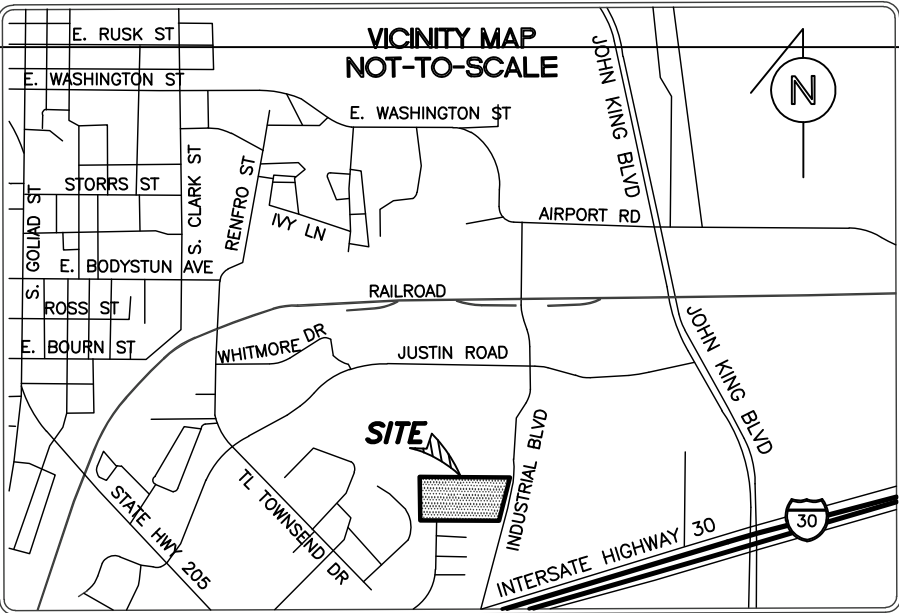 VICINITY MAP
NOT-TO-SCALE
E. RUSK ST
E. WASHINGTON ST
E. WASHINGTON ST
JOHN KING BLVD
N
STORRS ST
S. CLARK ST
RENFRO ST
S. GOLIAD ST
IVY LN
AIRPORT RD
E. BODYSTUN AVE
RAILROAD
ROSS ST
E. BOURN ST
WHITMORE DR
JUSTIN ROAD
JOHN KING BLVD
SITE
INDUSTRIAL BLVD
TL TOWNSEND DR
STATE HWY 205
INTERSATE HIGHWAY 30
30